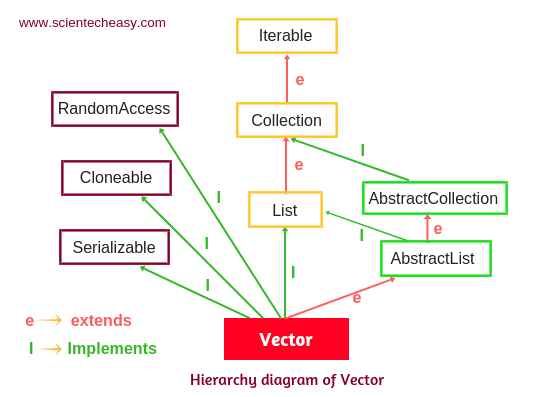 www.scientecheasy.com
Iterable
e
RandomAccess
Collection
I
Cloneable
e
AbstractCollection
I
List
e
Serializable
I
I
AbstractList
I
I
e
e extends
Vector
I Implements
Hierarchy diagram of Vector